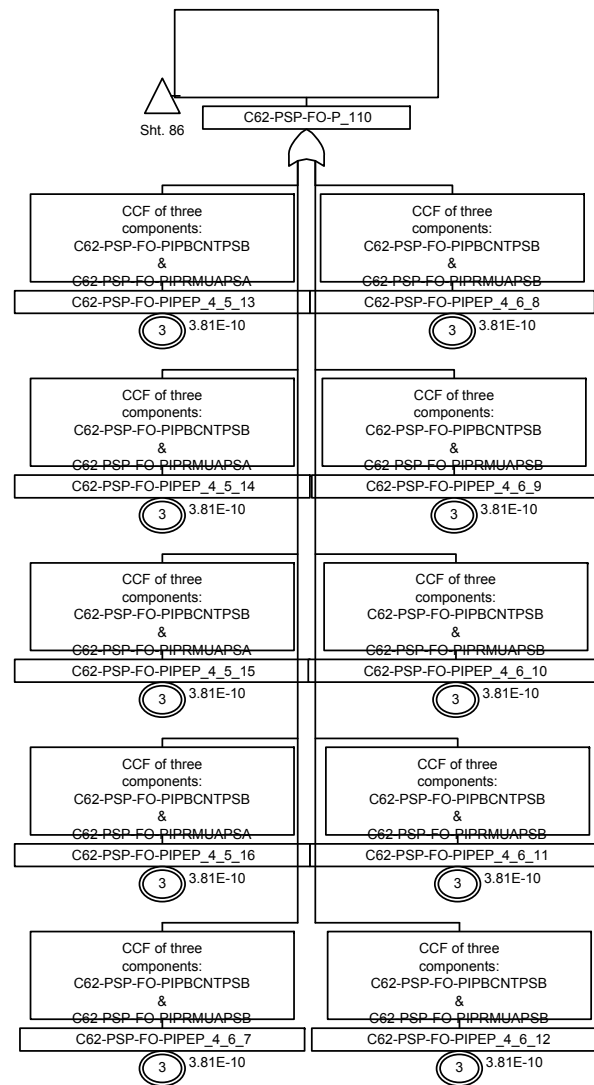 Sht. 86
C62-PSP-FO-P_110
CCF of three
components:
C62-PSP-FO-PIPBCNTPSB
&
C62-PSP-FO-PIPRMUAPSA
C62-PSP-FO-PIPEP_4_5_13
3
3.81E-10
CCF of three
components:
C62-PSP-FO-PIPBCNTPSB
&
C62-PSP-FO-PIPRMUAPSB
C62-PSP-FO-PIPEP_4_6_8
3
3.81E-10
CCF of three
components:
C62-PSP-FO-PIPBCNTPSB
&
C62-PSP-FO-PIPRMUAPSA
C62-PSP-FO-PIPEP_4_5_14
3
3.81E-10
CCF of three
components:
C62-PSP-FO-PIPBCNTPSB
&
C62-PSP-FO-PIPRMUAPSB
C62-PSP-FO-PIPEP_4_6_9
3
3.81E-10
CCF of three
components:
C62-PSP-FO-PIPBCNTPSB
&
C62-PSP-FO-PIPRMUAPSA
C62-PSP-FO-PIPEP_4_5_15
3
3.81E-10
CCF of three
components:
C62-PSP-FO-PIPBCNTPSB
&
C62-PSP-FO-PIPRMUAPSB
C62-PSP-FO-PIPEP_4_6_10
3
3.81E-10
CCF of three
components:
C62-PSP-FO-PIPBCNTPSB
&
C62-PSP-FO-PIPRMUAPSA
C62-PSP-FO-PIPEP_4_5_16
3
3.81E-10
CCF of three
components:
C62-PSP-FO-PIPBCNTPSB
&
C62-PSP-FO-PIPRMUAPSB
C62-PSP-FO-PIPEP_4_6_11
3
3.81E-10
CCF of three
components:
C62-PSP-FO-PIPBCNTPSB
&
C62-PSP-FO-PIPRMUAPSB
C62-PSP-FO-PIPEP_4_6_7
3
3.81E-10
CCF of three
components:
C62-PSP-FO-PIPBCNTPSB
&
C62-PSP-FO-PIPRMUAPSB
C62-PSP-FO-PIPEP_4_6_12
3
3.81E-10